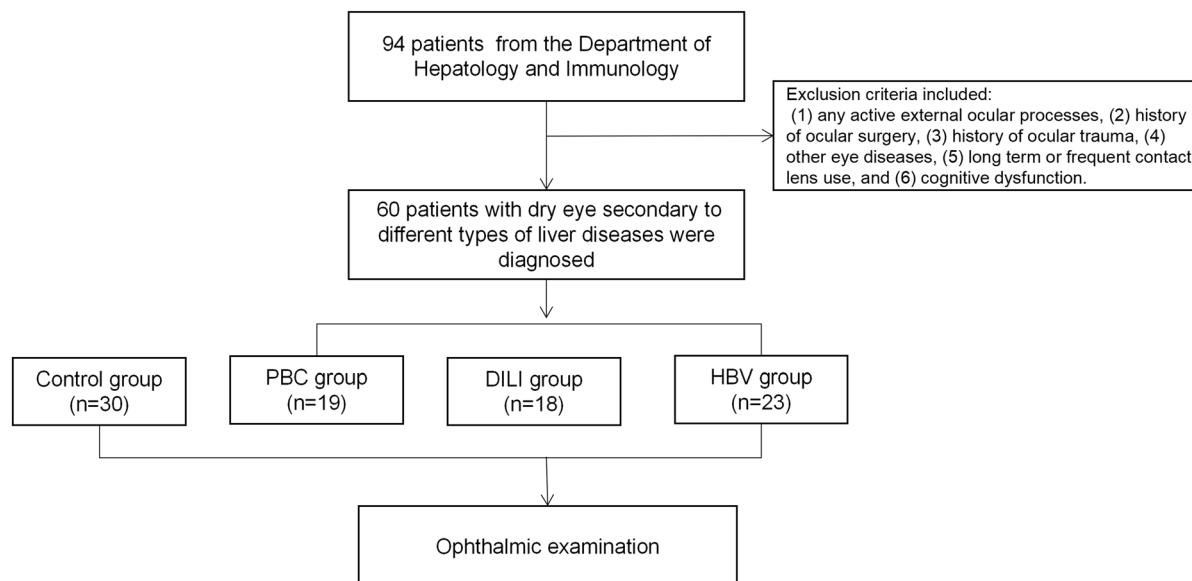 94 patients from the Department of
Hepatology and Immunology
Exclusion criteria included:
(1) any active external ocular processes, (2) history
of ocular surgery, (3) history of ocular trauma, (4)
other eye diseases, (5) long term or frequent contact
lens use, and (6) cognitive dysfunction.
60 patients with dry eye secondary to
different types of liver diseases were
diagnosed
Control group
(n=30)
PBC group
(n=19)
DILI group
(n=18)
HBV group
(n=23)
Ophthalmic examination